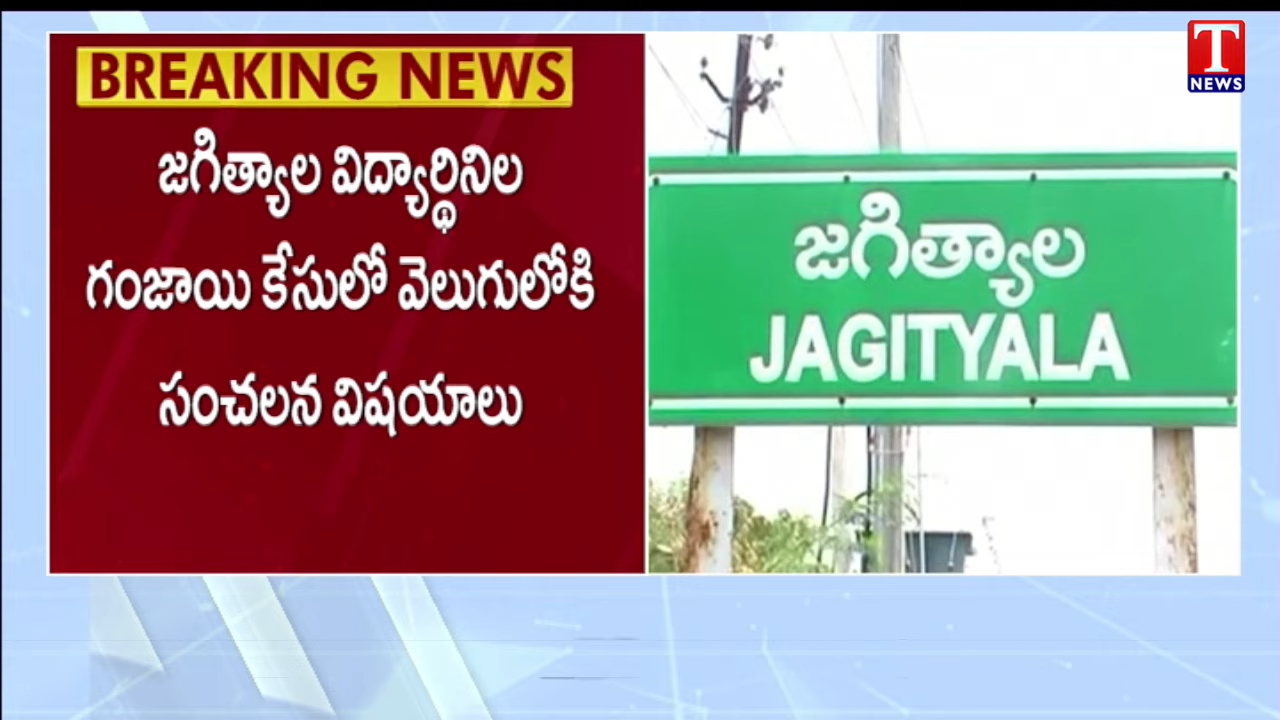 BREAKING NEWS
జగిత్యాల విద్యార్థినిల
గంజాయి కేసులో వెలుగులోకి
సంచలన విషయాలు
జగిత్యాల
JAGITYALA
T
NEWS